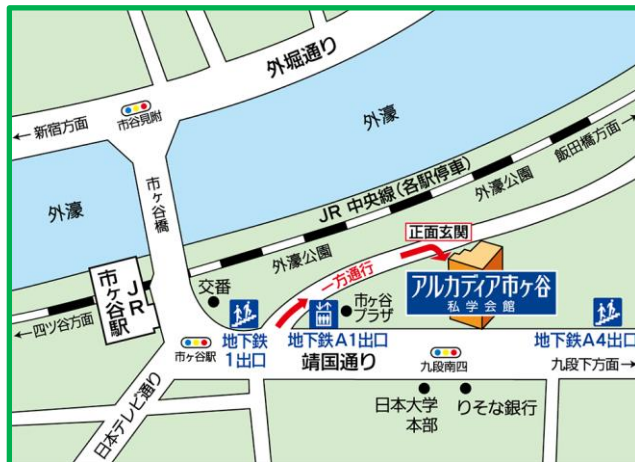 外堀通り
←新宿方面
市谷見附
外濠
飯田橋方面→
市ヶ谷橋
外濠
JR 中央線(各駅停車)
外濠公園
正面玄関
外濠公園
一方通行
アルカディア市ヶ谷
私学会館
JR
市ヶ谷駅
交番
市ヶ谷
プラザ
←四ツ谷方面
市ヶ谷駅
地下鉄
1出口
地下鉄A1出口
地下鉄A4出口
靖国通り
九段南四
九段下方面→
日本テレビ通り
日本大学
本部
りそな銀行